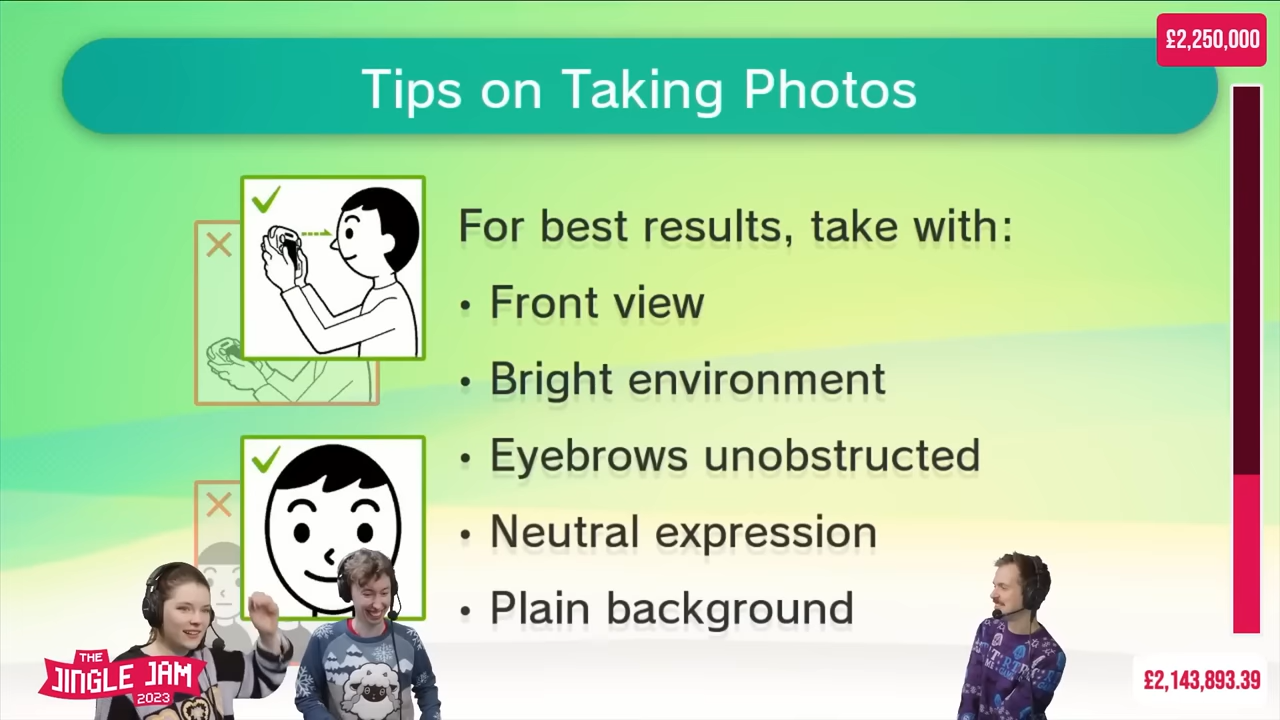 £2,250,000
Tips on Taking Photos
For best results, take with:
• Front view
• Bright environment
• Eyebrows unobstructed
• Neutral expression
• Plain background
THE
JINGLE JAM
2023
£2,143,893.39